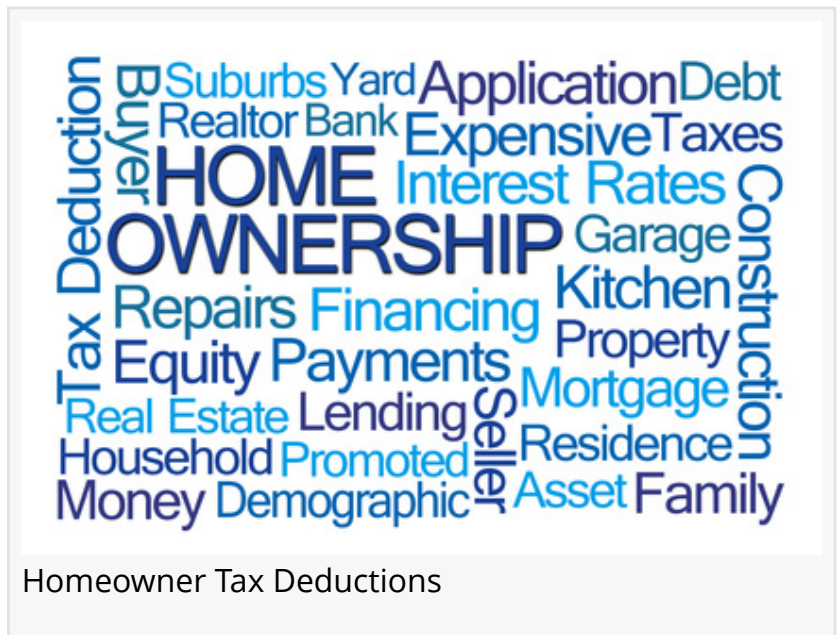 Tax Deduction
Buyer
Suburbs Yard Application Debt
Realtor Bank Expensive Taxes
HOME Interest Rates
OWNERSHIP Garage
Construction
Repairs Financing Kitchen
Equity Payments Property
Real Estate Lending Seller Mortgage
Household Promoted Residence
Money Demographic Asset Family
Homeowner Tax Deductions